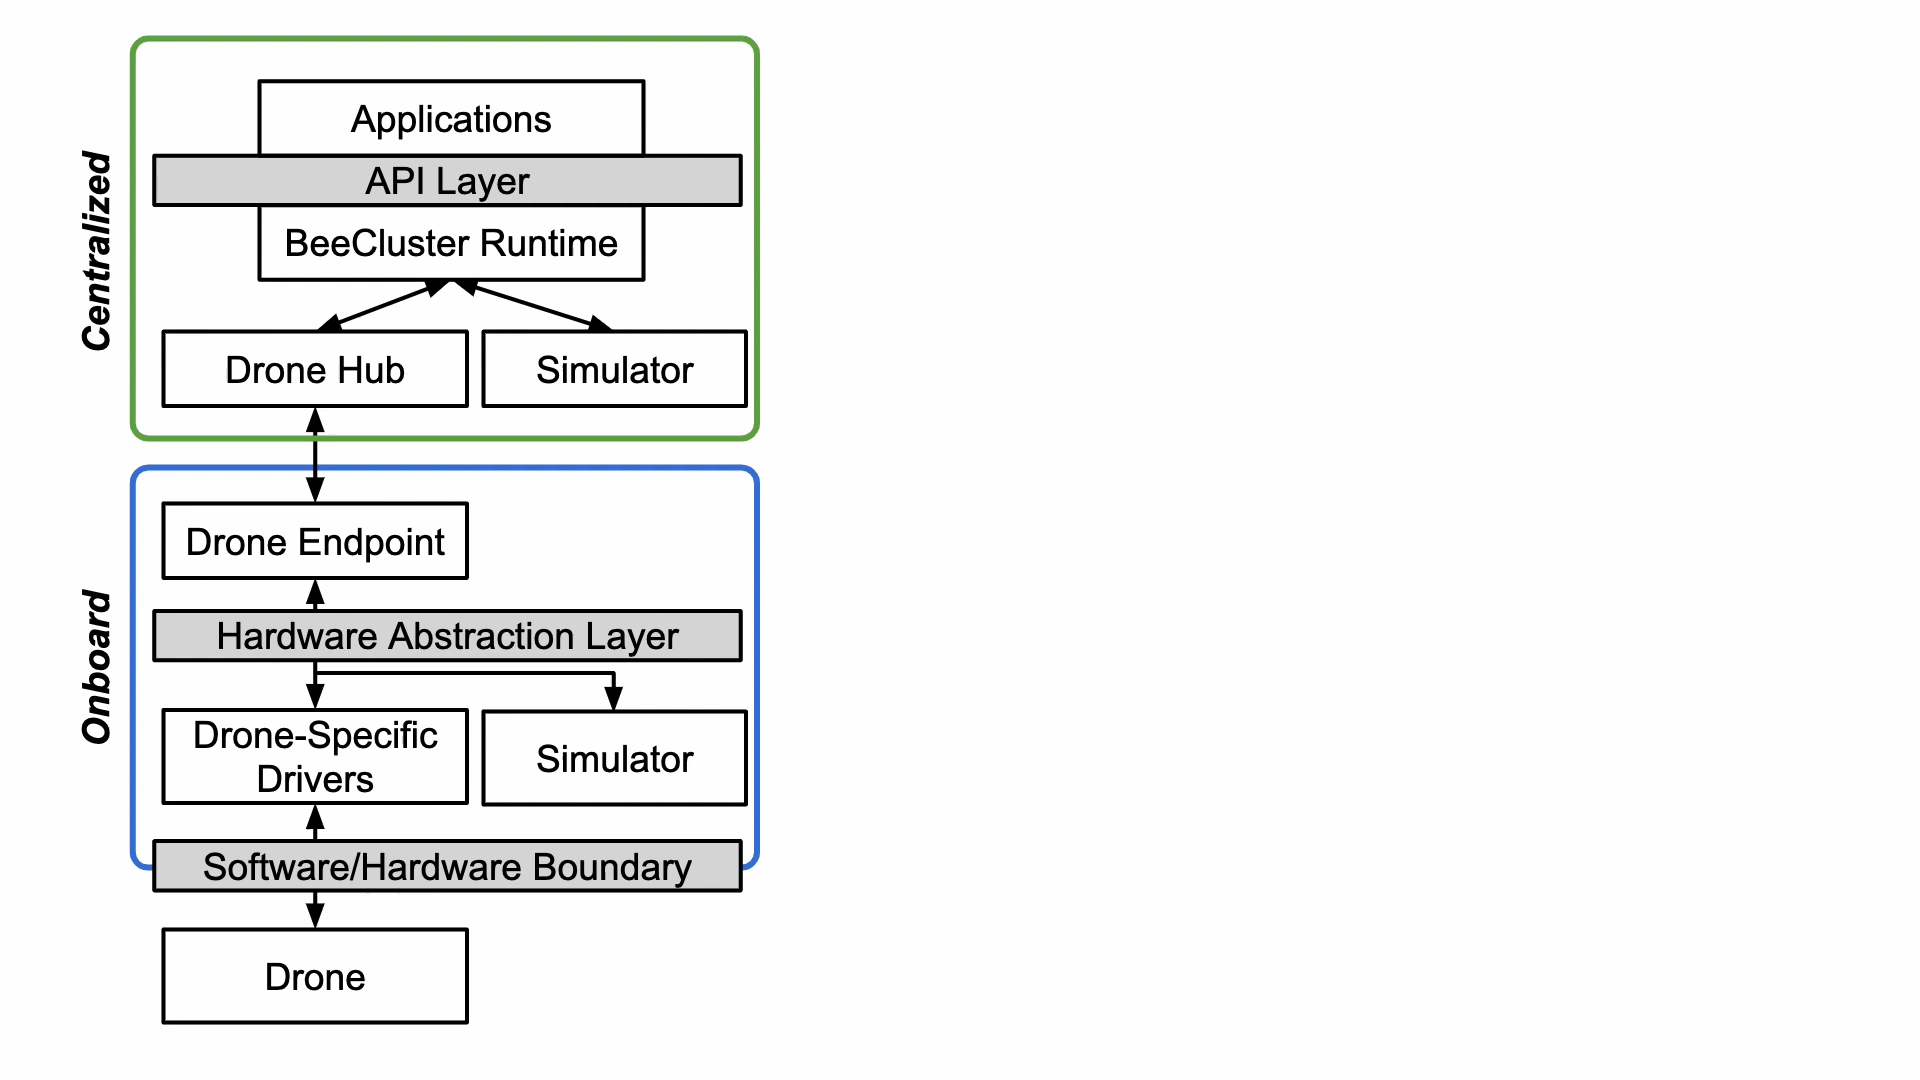 Centralized
Applications
API Layer
BeeCluster Runtime
Drone Hub
Simulator
Onboard
Drone Endpoint
Hardware Abstraction Layer
Drone-Specific
Drivers
Simulator
Software/Hardware Boundary
Drone